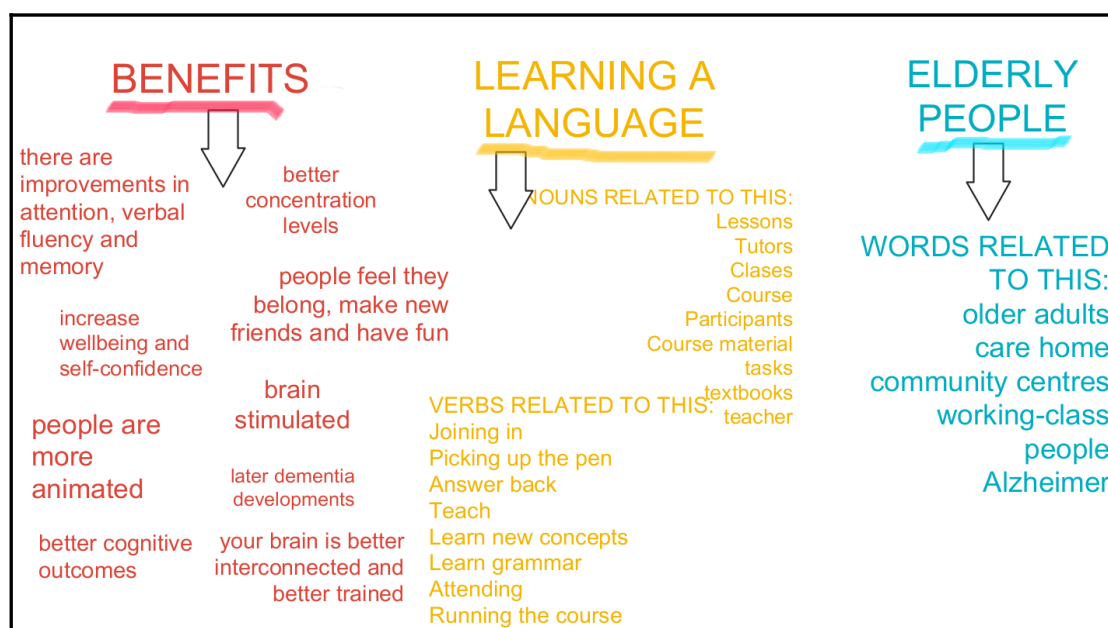 BENEFITS
there are
improvements in
attention, verbal
fluency and
memory
better
concentration
levels
people feel they
belong, make new
friends and have fun
increase
wellbeing and
self-confidence
brain
stimulated
people are
more
animated
later dementia
developments
better cognitive
outcomes
your brain is better
interconnected and
better trained
LEARNING A
LANGUAGE
NOUNS RELATED TO THIS:
Lessons
Tutors
Clases
Course
Participants
Course material
tasks
textbooks
teacher
VERBS RELATED TO THIS:
Joining in
Picking up the pen
Answer back
Teach
Learn new concepts
Learn grammar
Attending
Running the course
ELDERLY
PEOPLE
WORDS RELATED
TO THIS:
older adults
care home
community centres
working-class
people
Alzheimer